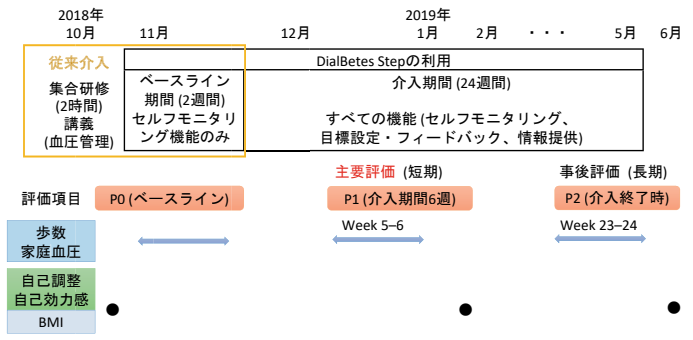 2018年
2019年
10月
11月
12月
1月
2月
・・・
5月
6月
従来介入
DialBetes Stepの利用
集合研修
(2時間)
講義
(血圧管理)
ベースライン
期間 (2週間)
セルフモニタリ
ング機能のみ
介入期間 (24週間)
すべての機能 (セルフモニタリング、
目標設定・フィードバック、情報提供)
主要評価 (短期)
事後評価 (長期)
評価項目
P0 (ベースライン)
P1 (介入期間6週)
P2 (介入終了時)
歩数
家庭血圧
Week 5–6
Week 23–24
自己調整
自己効力感
BMI